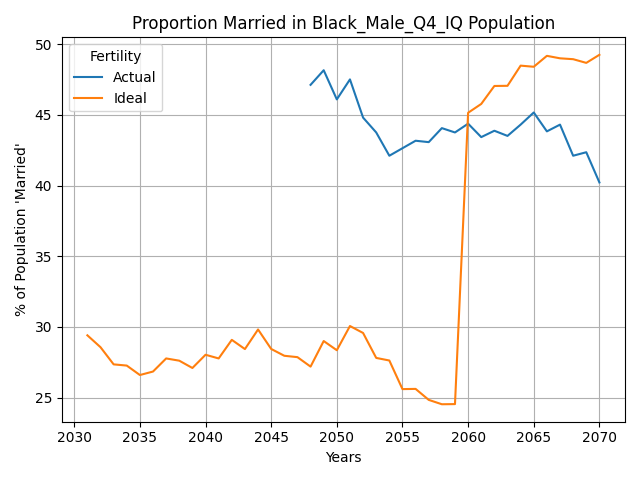 Proportion Married in Black_Male_Q4_IQ Population
Fertility
Actual
Ideal
% of Population 'Married'
50
45
40
35
30
25
2030
2035
2040
2045
2050
2055
2060
2065
2070
Years